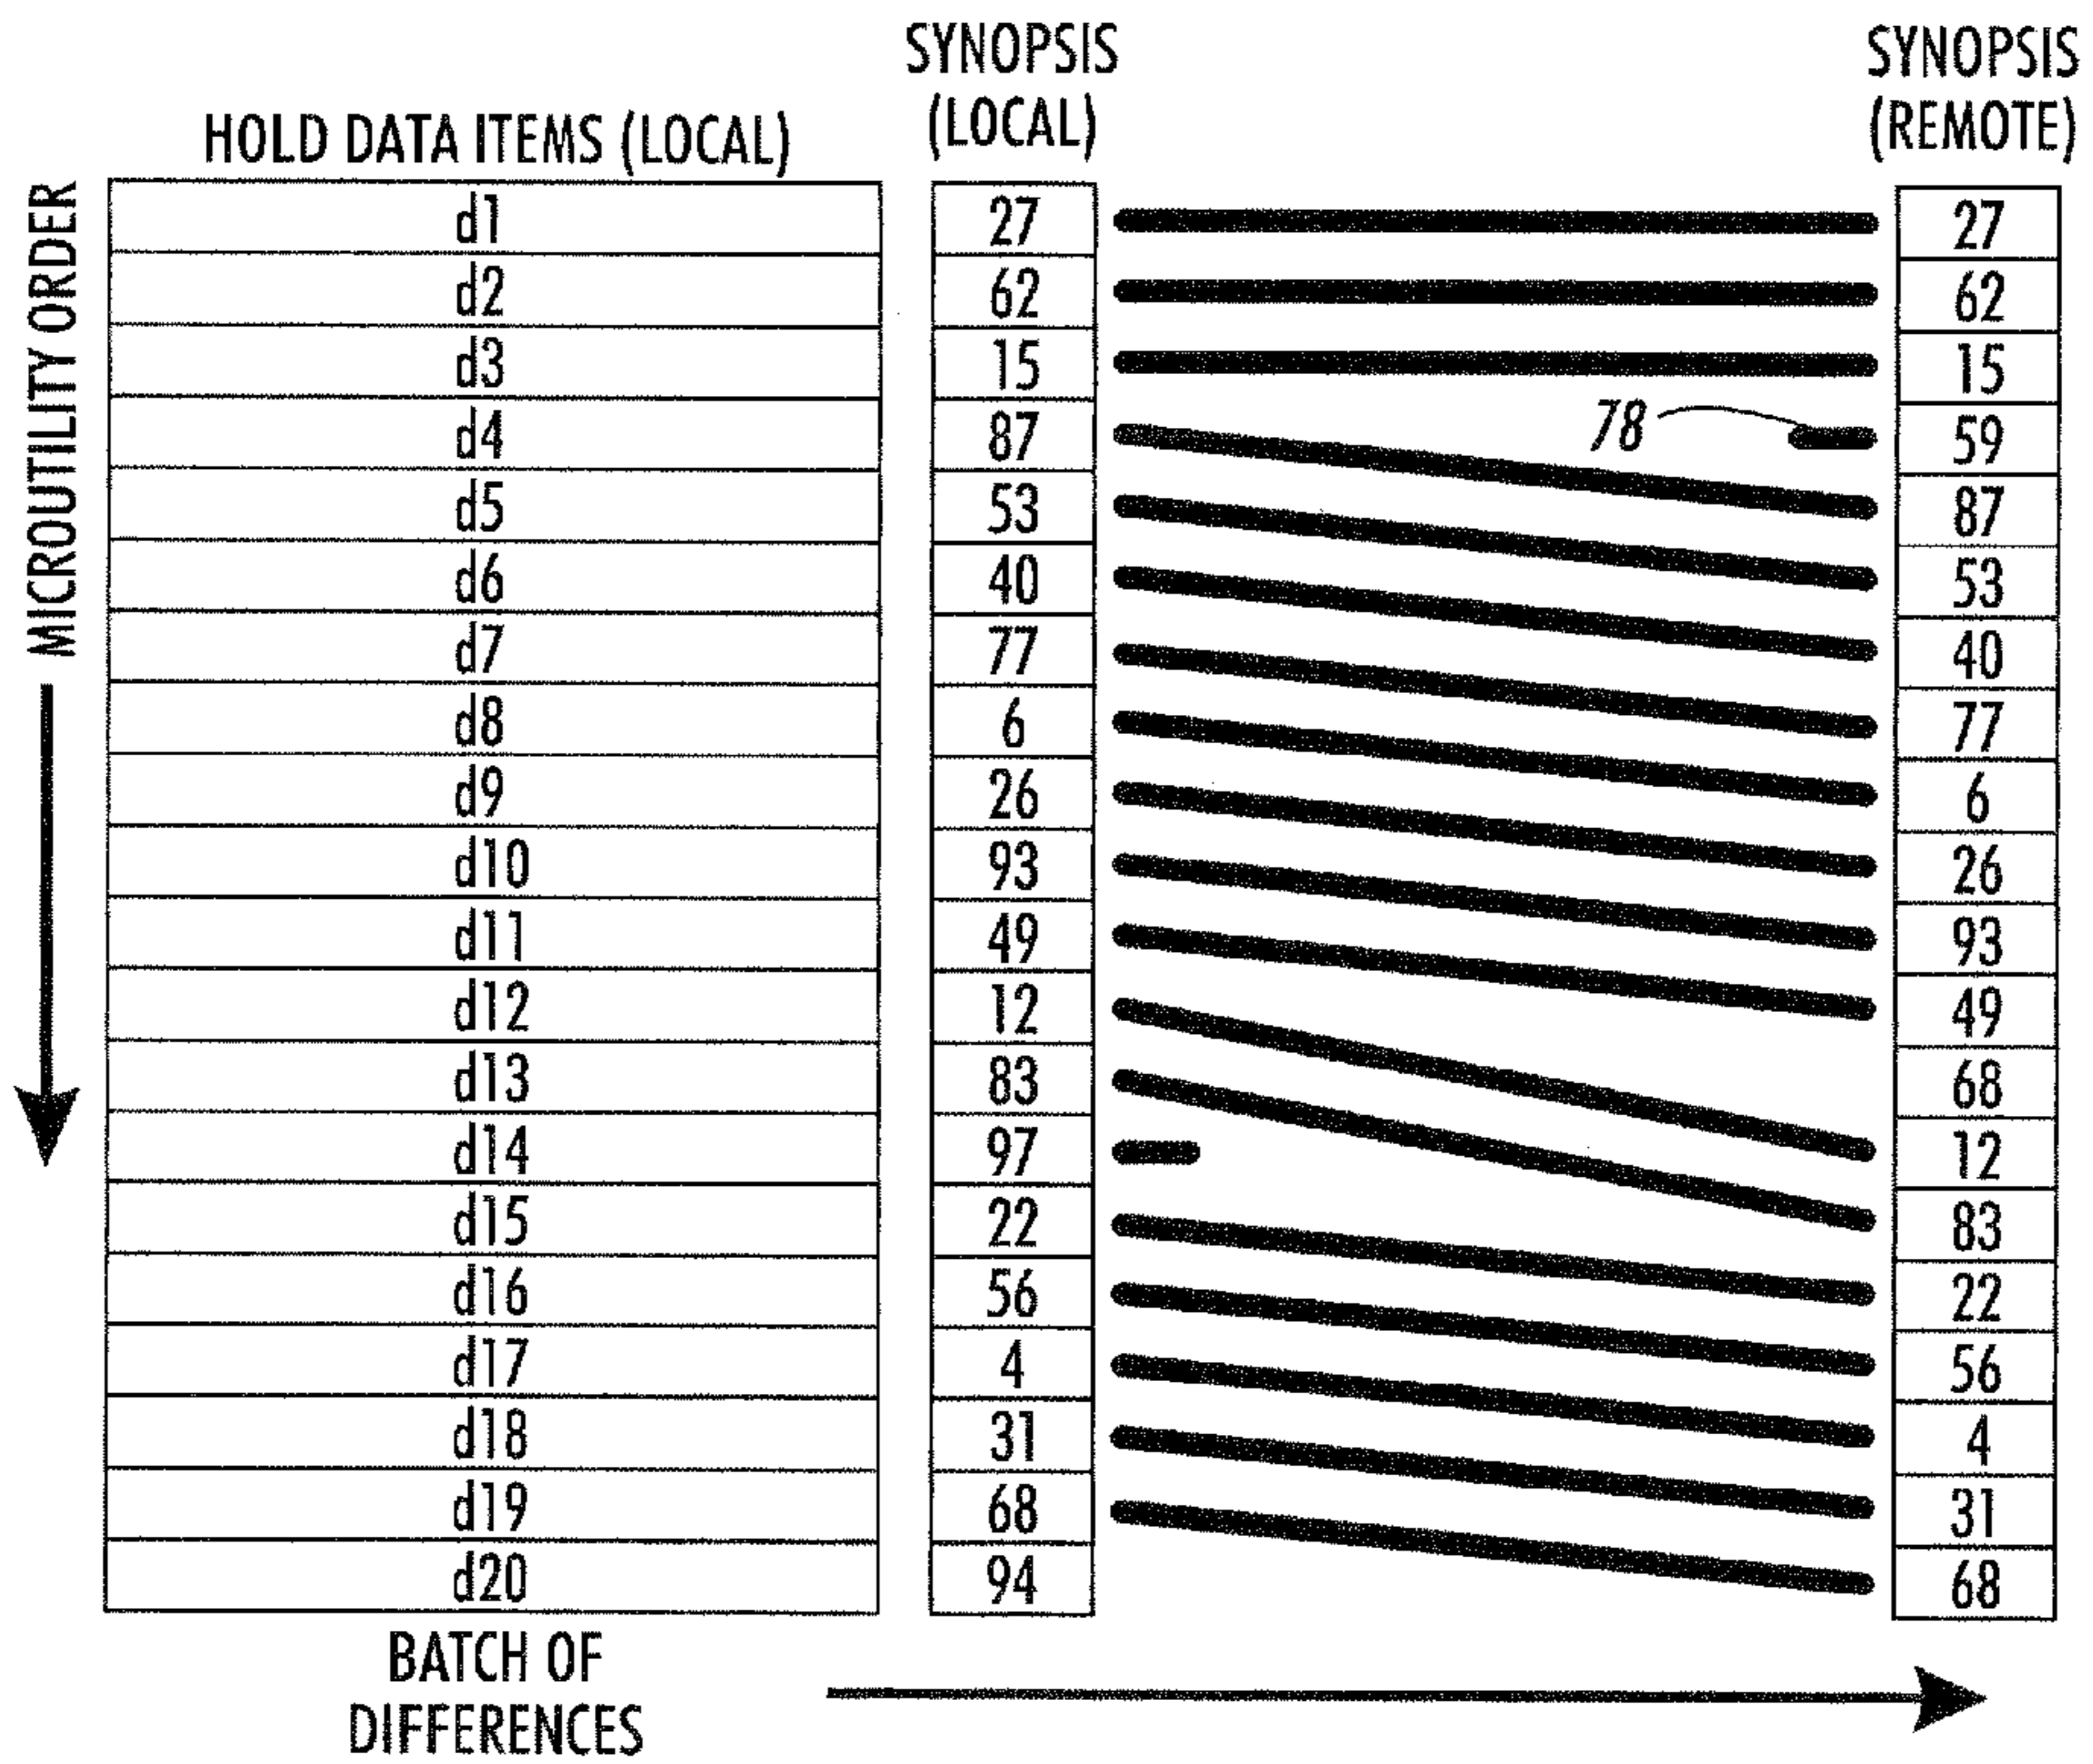 SYNOPSIS
(LOCAL)
SYNOPSIS
(REMOTE)
HOLD DATA ITEMS (LOCAL)
MICROUTILITY ORDER
d1 27 27
d2 62 62
d3 15 15
d4 87 78 59
d5 53 87
d6 40 53
d7 77 40
d8 6 77
d9 26 6
d10 93 26
d11 49 93
d12 12 49
d13 83 68
d14 97 12
d15 22 83
d16 56 22
d17 4 56
d18 31 4
d19 68 31
d20 94 68
BATCH OF
DIFFERENCES